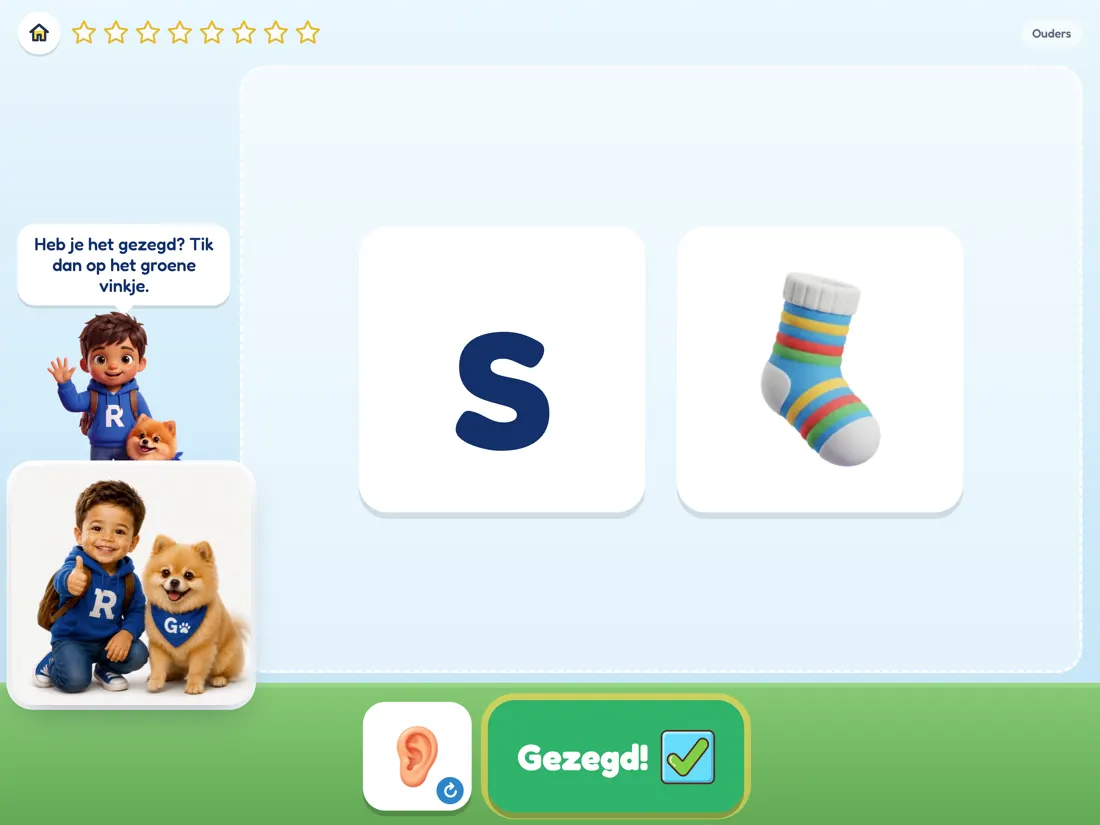 Ouders
Heb je het gezegd? Tik
dan op het groene
vinkje.
R
s
R
G
Gezegd!